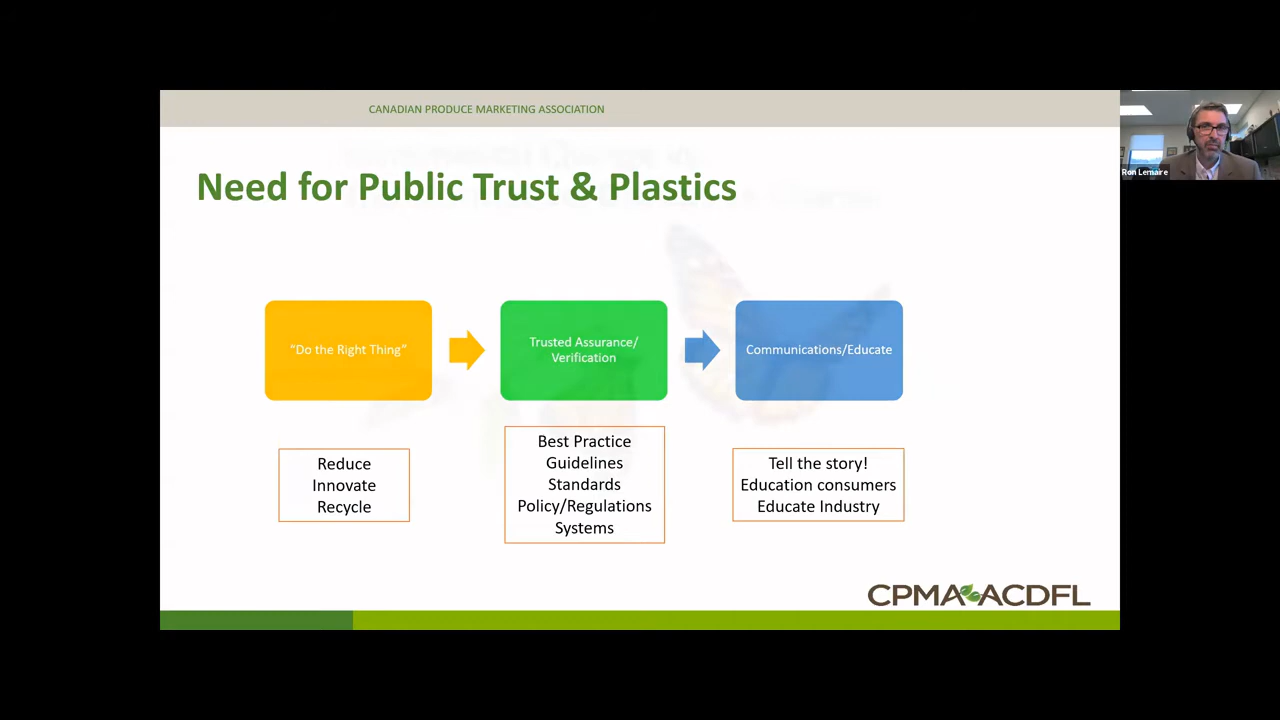 CANADIAN PRODUCE MARKETING ASSOCIATION
Ron Lemaire
Need for Public Trust & Plastics
“Do the Right Thing”
Trusted Assurance/
Verification
Communications/Educate
Reduce
Innovate
Recycle
Best Practice
Guidelines
Standards
Policy/Regulations
Systems
Tell the story!
Education consumers
Educate Industry
CPMA ACDFL